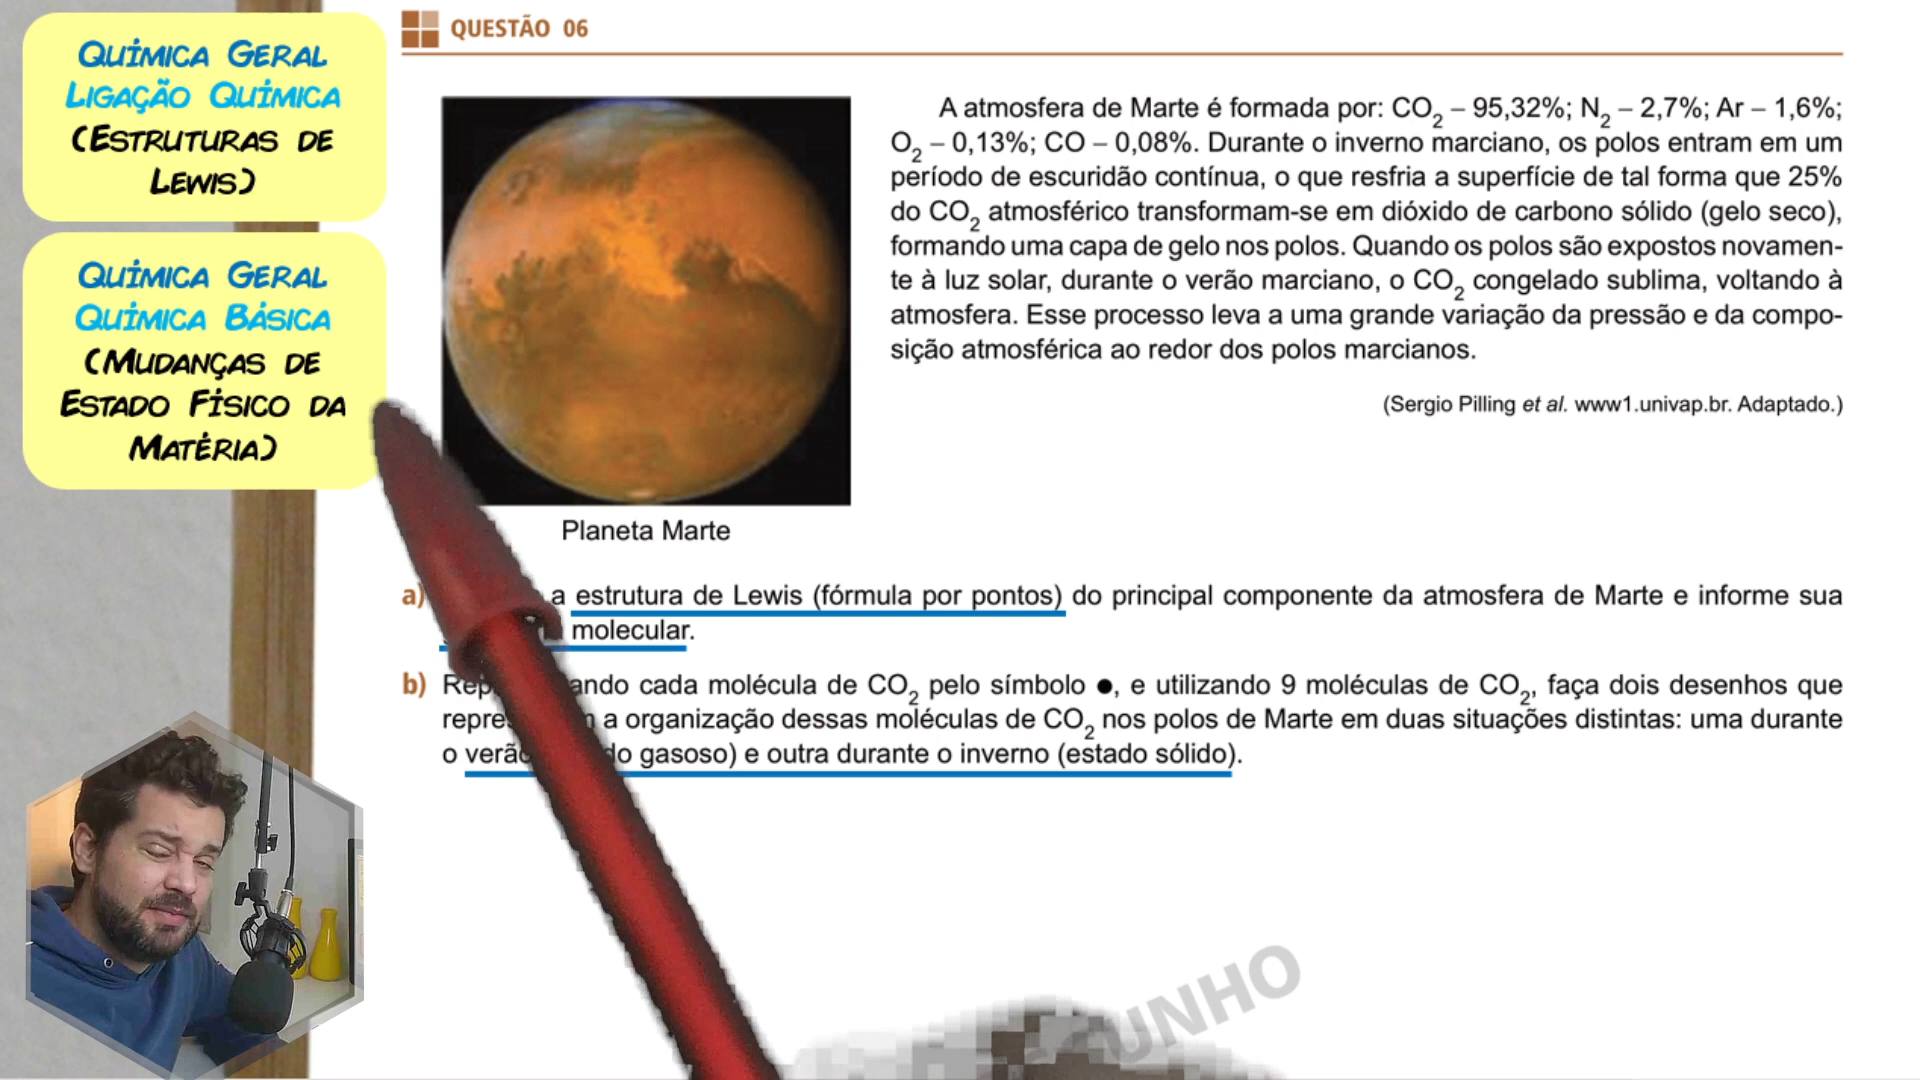 QUÍMICA GERAL
LIGAÇÃO QUÍMICA
(ESTRUTURAS DE
LEWIS)
QUÍMICA GERAL
QUÍMICA BÁSICA
(MUDANÇAS DE
ESTADO FÍSICO DA
MATÉRIA)
QUESTÃO 06
A atmosfera de Marte é formada por: CO2 – 95,32%; N2 – 2,7%; Ar – 1,6%;
O2 – 0,13%; CO – 0,08%. Durante o inverno marciano, os polos entram em um
período de escuridão contínua, o que resfria a superfície de tal forma que 25%
do CO2 atmosférico transformam-se em dióxido de carbono sólido (gelo seco),
formando uma capa de gelo nos polos. Quando os polos são expostos novamen-
te à luz solar, durante o verão marciano, o CO2 congelado sublima, voltando à
atmosfera. Esse processo leva a uma grande variação da pressão e da compo-
sição atmosférica ao redor dos polos marcianos.
(Sergio Pilling et al. www1.univap.br. Adaptado.)
Planeta Marte
a) a estrutura de Lewis (fórmula por pontos) do principal componente da atmosfera de Marte e informe sua
molecular.
b) cada molécula de CO2 pelo símbolo ●, e utilizando 9 moléculas de CO2, faça dois desenhos que
a organização dessas moléculas de CO2 nos polos de Marte em duas situações distintas: uma durante
o gasoso) e outra durante o inverno (estado sólido).